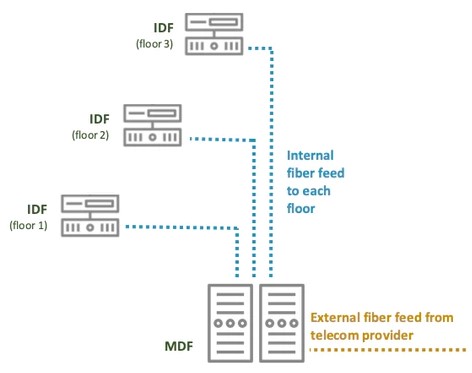 IDF
(floor 3)
IDF
(floor 2)
Internal
fiber feed
to each
floor
IDF
(floor 1)
External fiber feed from
telecom provider
MDF